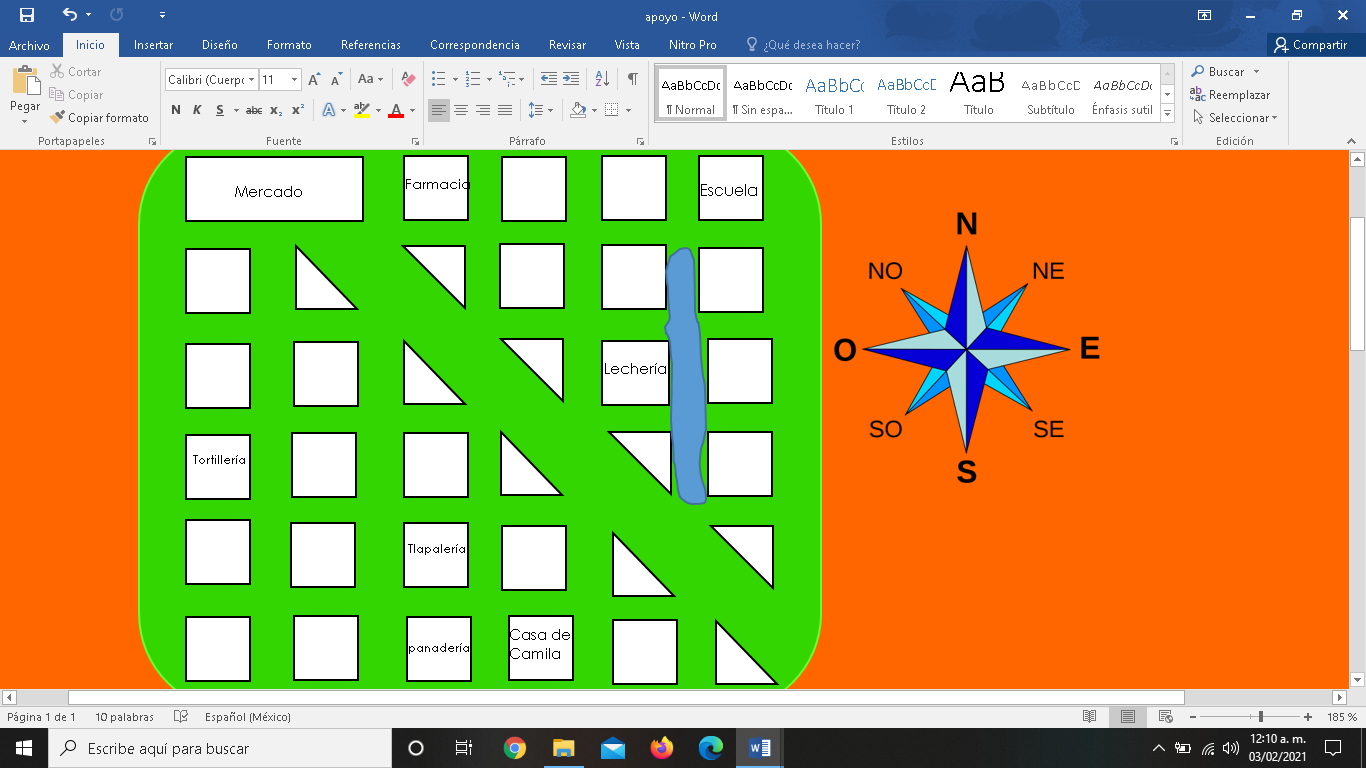 apoyo - Word
Archivo Inicio Insertar Diseño Formato Referencias Correspondencia Revisar Vista Nitro Pro ¿Qué desea hacer? Compartir
Pegar
Cortar
Copiar
Copiar formato
Portapapeles
Calibri (Cuerpo 11
N K S abc x₂ x²
Fuente
Párrafo
AaBbCcDc AaBbCcDc AaBbCc AaBbCcD AaB AaBbCcD AaBbCcDc
¶ Normal ¶ Sin espa... Título 1 Título 2 Título Subtítulo Énfasis sutil
Estilos
Buscar
Reemplazar
Seleccionar
Edición
Mercado Farmacia Escuela
Lechería
Tortillería
Tlapalería
panadería Casa de
Camila
N
NO NE
O E
SO SE
S
Página 1 de 1 10 palabras Español (México) 185 %
Escribe aquí para buscar
12:10 a. m.
03/02/2021